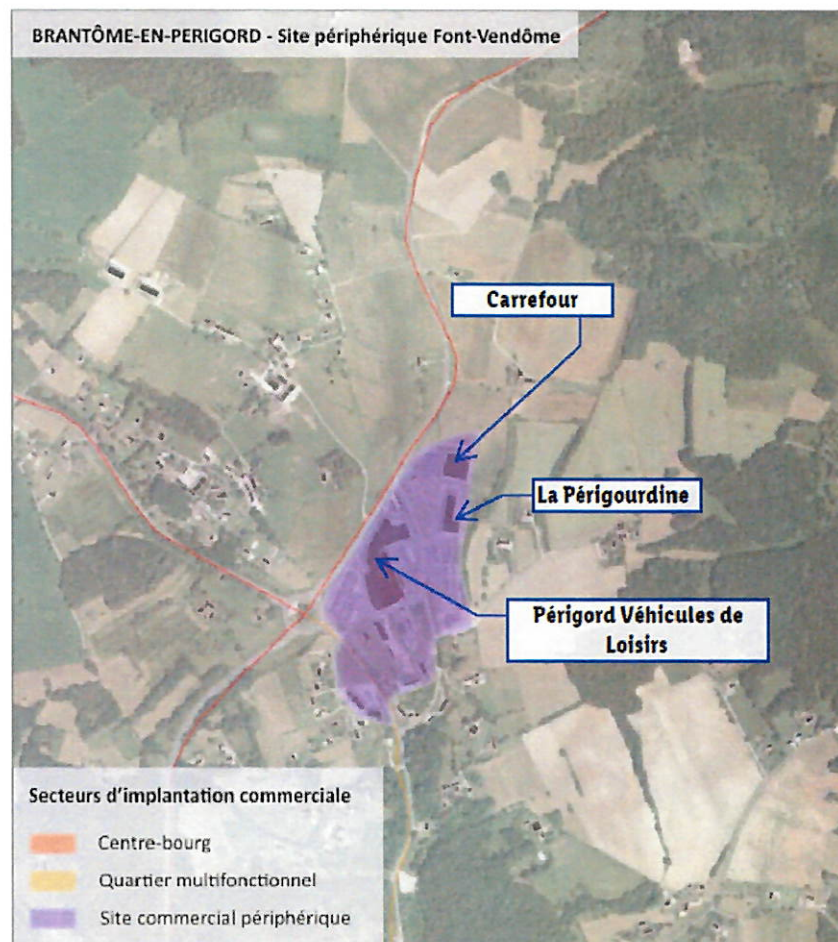 BRANTÔME-EN-PERIGORD - Site périphérique Font-Vendôme
Carrefour
La Périgourdine
Périgord Véhicules de
Loisirs
Secteurs d'implantation commerciale
Centre-bourg
Quartier multifonctionnel
Site commercial périphérique